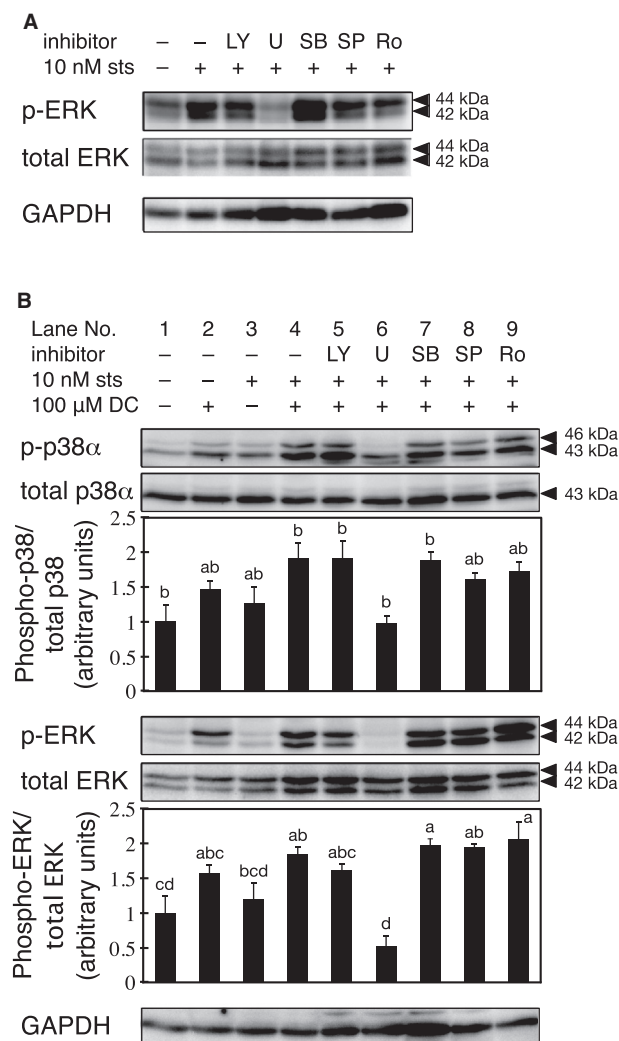 A
inhibitor – – LY U SB SP Ro
10 nM sts – + + + + + +
p-ERK 44 kDa
42 kDa
total ERK 44 kDa
42 kDa
GAPDH
B
Lane No. 1 2 3 4 5 6 7 8 9
inhibitor – – – – LY U SB SP Ro
10 nM sts – – + + + + + + +
100 µM DC – + – + + + + + +
p-p38α 46 kDa
43 kDa
total p38α 43 kDa
Phospho-p38/
total p38
(arbitrary units)
2.5
2
1.5
1
0.5
0
b ab ab b b b b ab ab
p-ERK 44 kDa
42 kDa
total ERK 44 kDa
42 kDa
Phospho-ERK/
total ERK
(arbitrary units)
2.5
2
1.5
1
0.5
0
cd abc bcd ab abc d a ab a
GAPDH